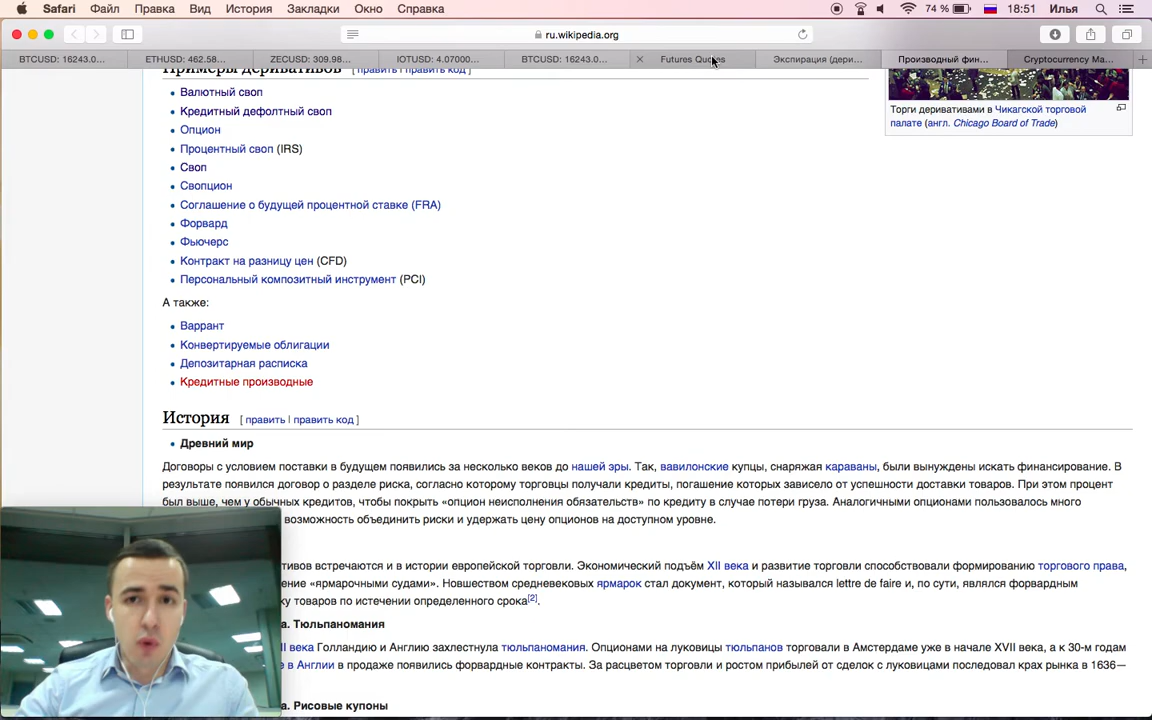 Safari Файл Правка Вид История Закладки Окно Справка 74 % 18:51 Илья
ru.wikipedia.org
BTCUSD: 16243.0... ETHUSD: 462.58... ZECUSD: 309.98... IOTUSD: 4.07000... BTCUSD: 16243.0... Futures Quotes Экспирация (дери... Производный фин... Cryptocurrency Ma...
Примеры деривативов [ править | править код ]
Валютный своп
Кредитный дефолтный своп
Опцион
Процентный своп (IRS)
Своп
Свопцион
Соглашение о будущей процентной ставке (FRA)
Форвард
Фьючерс
Контракт на разницу цен (CFD)
Персональный композитный инструмент (PCI)
А также:
Варрант
Конвертируемые облигации
Депозитарная расписка
Кредитные производные
Торги деривативами в Чикагской торговой
палате (англ. Chicago Board of Trade)
История [ править | править код ]
Древний мир
Договоры с условием поставки в будущем появились за несколько веков до нашей эры. Так, вавилонские купцы, снаряжая караваны, были вынуждены искать финансирование. В
результате появился договор о разделе риска, согласно которому торговцы получали кредиты, погашение которых зависело от успешности доставки товаров. При этом процент
был выше, чем у обычных кредитов, чтобы покрыть «опцион неисполнения обязательств» по кредиту в случае потери груза. Аналогичными опционами пользовалось много
возможность объединить риски и удержать цену опционов на доступном уровне.
тивов встречаются и в истории европейской торговли. Экономический подъём XII века и развитие торговли способствовали формированию торгового права,
ение «ярмарочными судами». Новшеством средневековых ярмарок стал документ, который назывался lettre de faire и, по сути, являлся форвардным
ку товаров по истечении определенного срока[2].
а. Тюльпаномания
II века Голландию и Англию захлестнула тюльпаномания. Опционами на луковицы тюльпанов торговали в Амстердаме уже в начале XVII века, а к 30-м годам
е в Англии в продаже появились форвардные контракты. За расцветом торговли и ростом прибылей от сделок с луковицами последовал крах рынка в 1636—
а. Рисовые купоны